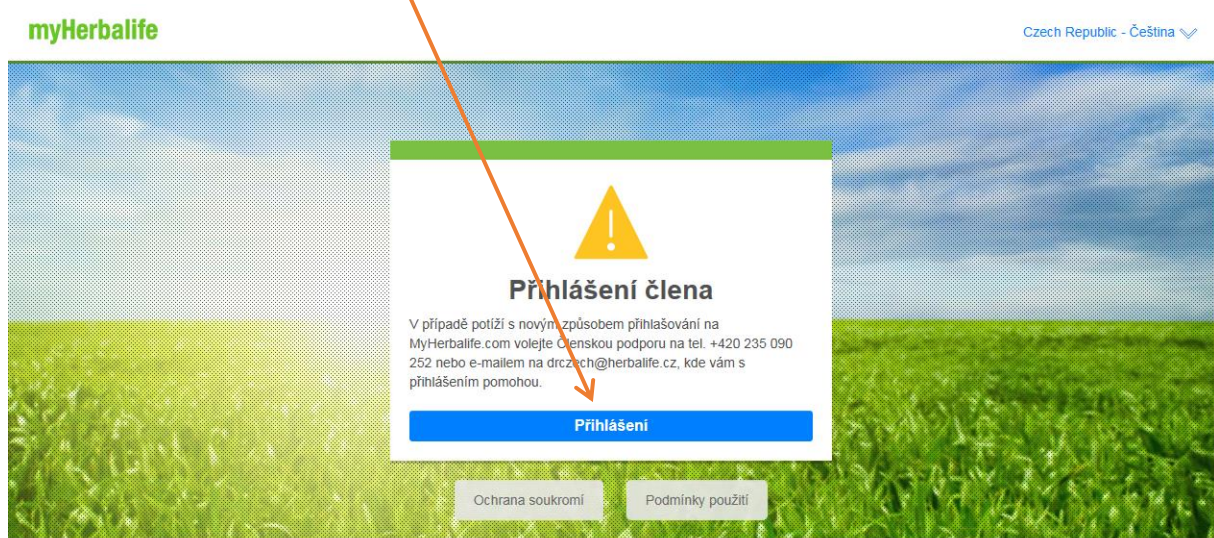 myHerbalife
Czech Republic - Čeština
Přihlášení člena
V případě potíží s novým způsobem přihlašování na
MyHerbalife.com volejte Členskou podporu na tel. +420 235 090
252 nebo e-mailem na drczech@herbalife.cz, kde vám s
přihlášením pomohou.
Přihlášení
Ochrana soukromí
Podmínky použití